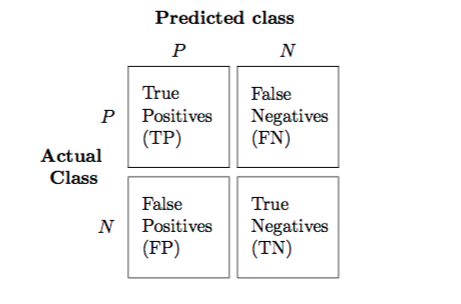 Predicted class
P N
True
Positives
(TP)
False
Negatives
(FN)
P
Actual
Class
False
Positives
(FP)
True
Negatives
(TN)
N